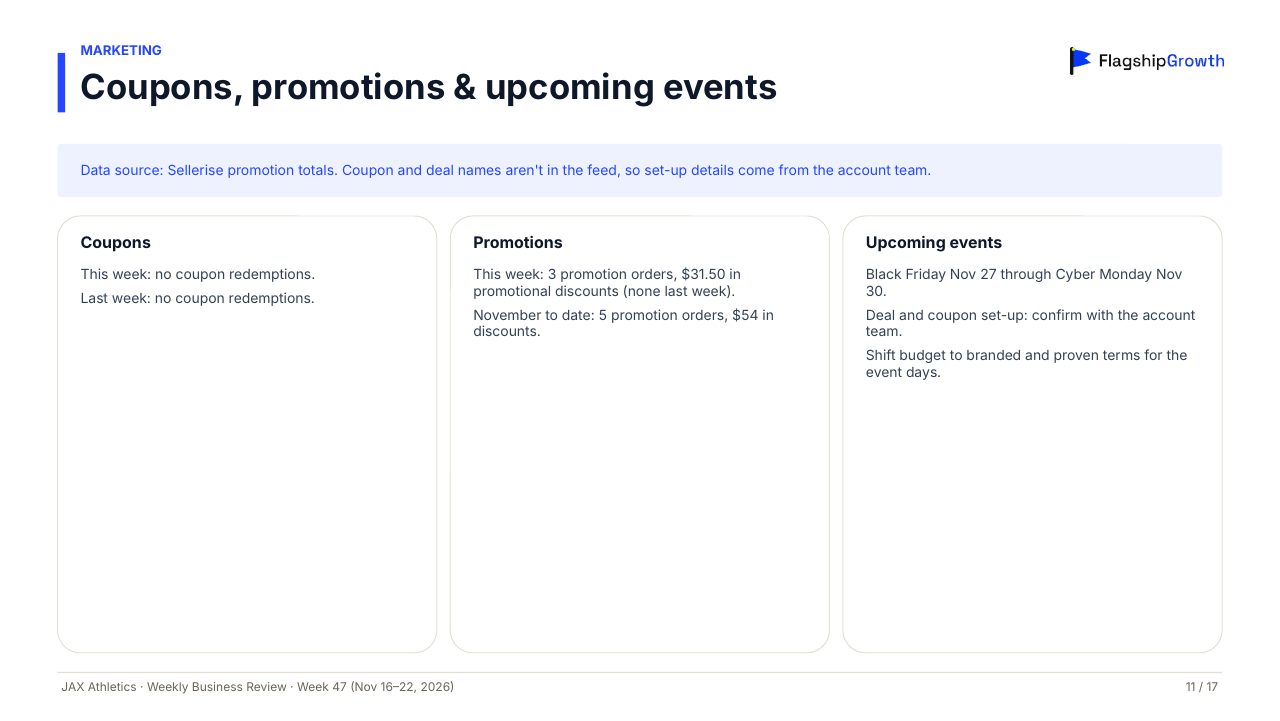 MARKETING
Coupons, promotions & upcoming events
FlagshipGrowth
Data source: Sellerise promotion totals. Coupon and deal names aren't in the feed, so set-up details come from the account team.
Coupons
This week: no coupon redemptions.
Last week: no coupon redemptions.
Promotions
This week: 3 promotion orders, $31.50 in
promotional discounts (none last week).
November to date: 5 promotion orders, $54 in
discounts.
Upcoming events
Black Friday Nov 27 through Cyber Monday Nov
30.
Deal and coupon set-up: confirm with the account
team.
Shift budget to branded and proven terms for the
event days.
JAX Athletics · Weekly Business Review · Week 47 (Nov 16–22, 2026)
11 / 17